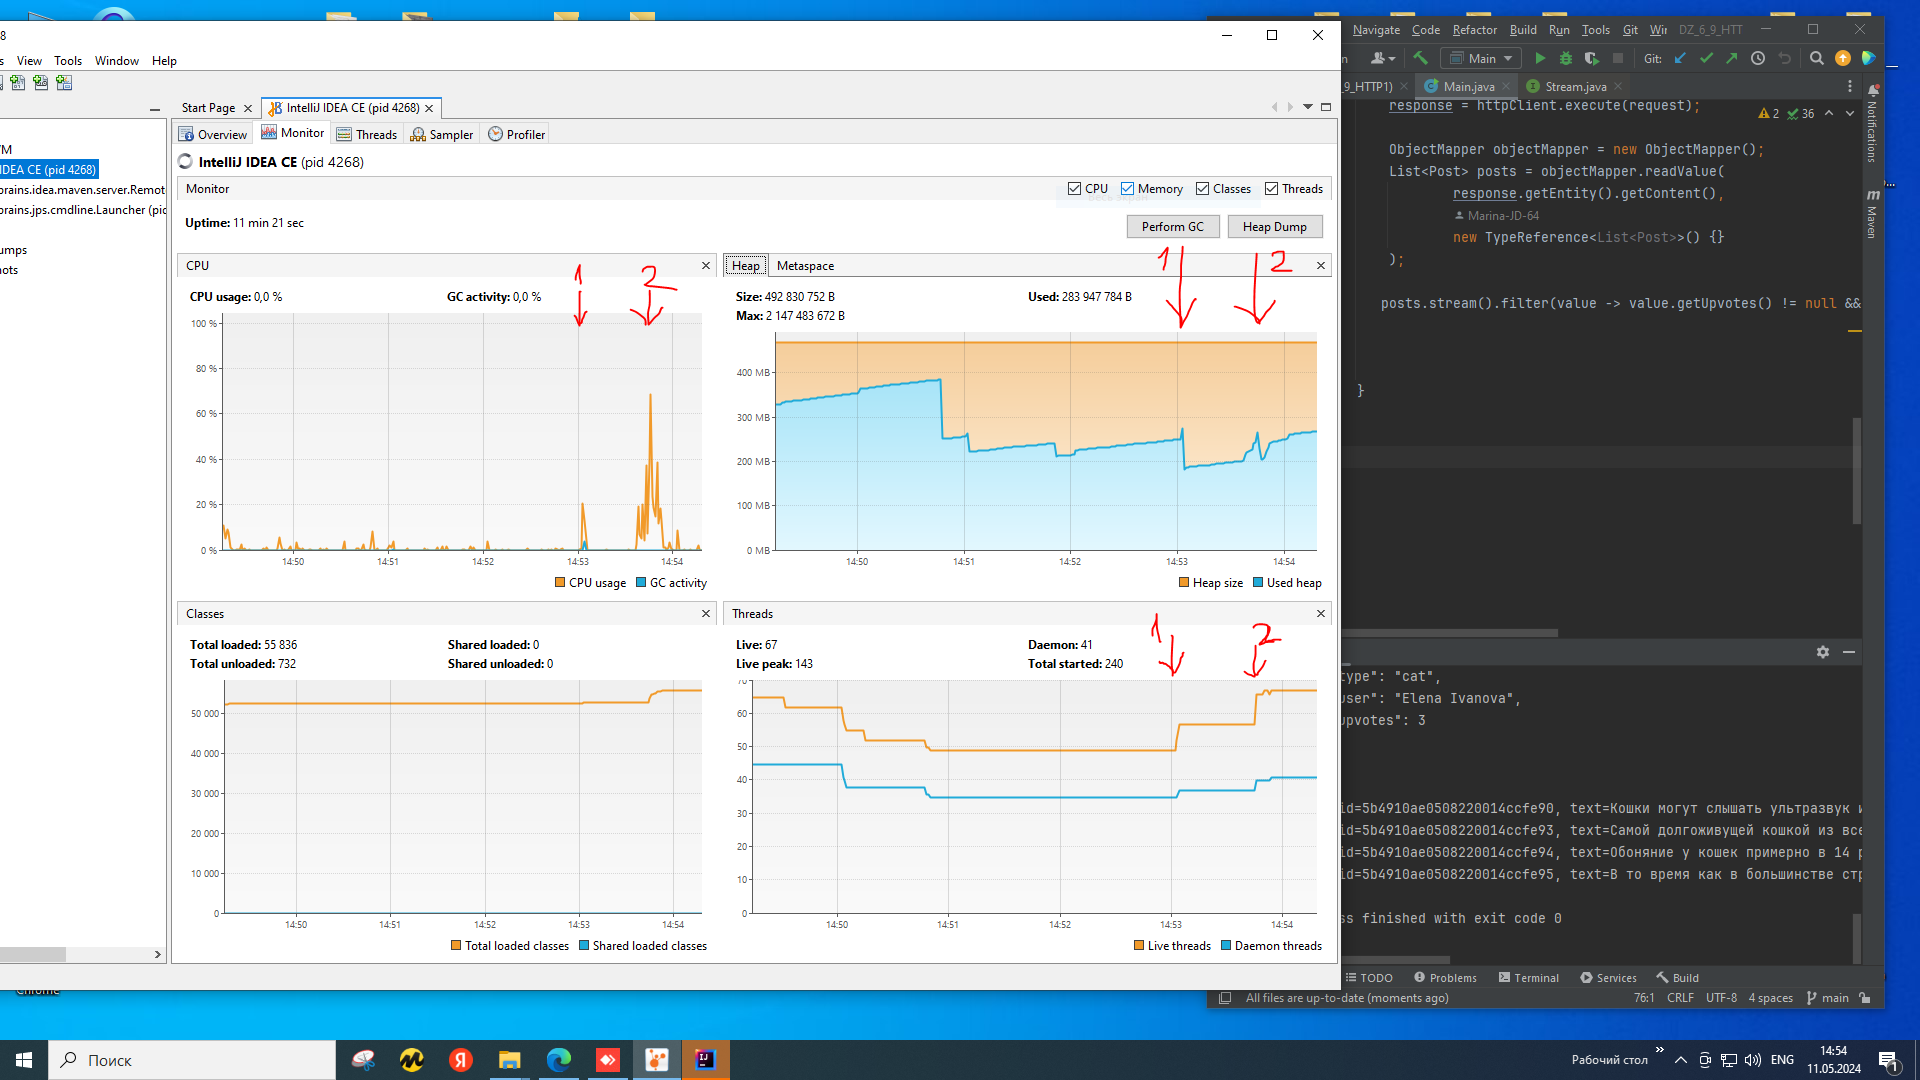 8
s View Tools Window Help
Start Page
IntelliJ IDEA CE (pid 4268)
Overview Monitor Threads Sampler Profiler
IntelliJ IDEA CE (pid 4268)
Monitor
CPU Memory Classes Threads
Uptime: 11 min 21 sec
Perform GC Heap Dump
/M
IDEA CE (pid 4268)
brains.idea.maven.server.Remot
brains.jps.cmdline.Launcher (pid
umps
ots
CPU
1 2
CPU usage: 0,0 % GC activity: 0,0 %
100 %
80 %
60 %
40 %
20 %
0 %
14:50 14:51 14:52 14:53 14:54
CPU usage GC activity
Heap Metaspace
1 2
Size: 492 830 752 B Used: 283 947 784 B
Max: 2 147 483 672 B
400 MB
300 MB
200 MB
100 MB
0 MB
14:50 14:51 14:52 14:53 14:54
Heap size Used heap
Classes
Total loaded: 55 836 Shared loaded: 0
Total unloaded: 732 Shared unloaded: 0
50 000
40 000
30 000
20 000
10 000
0
14:50 14:51 14:52 14:53 14:54
Total loaded classes Shared loaded classes
Threads
1 2
Live: 67 Daemon: 41
Live peak: 143 Total started: 240
70
60
50
40
30
20
10
0
14:50 14:51 14:52 14:53 14:54
Live threads Daemon threads
Navigate Code Refactor Build Run Tools Git Wir DZ_6_9_HTT
n Main Git:
_9_HTTP1) Main.java Stream.java
2 36
Notifications
Maven
response = httpClient.execute(request);
ObjectMapper objectMapper = new ObjectMapper();
List<Post> posts = objectMapper.readValue(
response.getEntity().getContent(),
Marina-JD-64
new TypeReference<List<Post>>() {}
);
posts.stream().filter(value -> value.getUpvotes() != null &&
}
type": "cat",
user": "Elena Ivanova",
upvotes": 3
id=5b4910ae0508220014ccfe90, text=Кошки могут слышать ультразвук и
id=5b4910ae0508220014ccfe93, text=Самой долгоживущей кошкой из все
id=5b4910ae0508220014ccfe94, text=Обоняние у кошек примерно в 14 р
id=5b4910ae0508220014ccfe95, text=В то время как в большинстве стр
ss finished with exit code 0
TODO Problems Terminal Services Build
All files are up-to-date (moments ago) 76:1 CRLF UTF-8 4 spaces main
Chrome
Поиск
Рабочий стол » ENG 14:54
11.05.2024
1